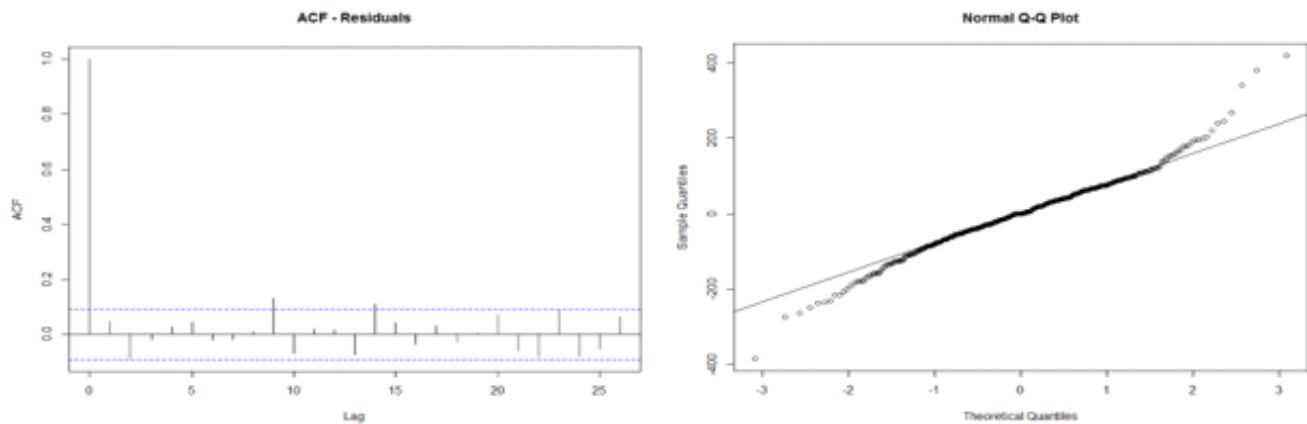 ACF - Residuals
ACF
1.0
0.8
0.6
0.4
0.2
0.0
0 5 10 15 20 25
Lag
Normal Q-Q Plot
Sample Quantiles
400
200
0
-200
-400
-3 -2 -1 0 1 2 3
Theoretical Quantiles